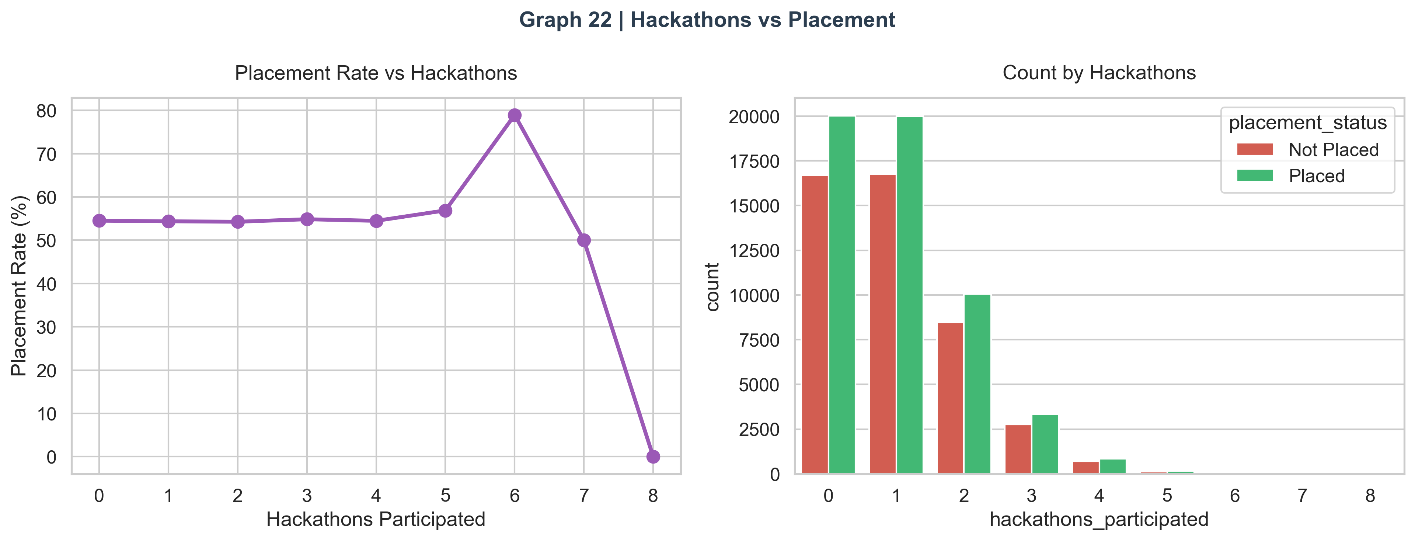 Graph 22 | Hackathons vs Placement
Placement Rate vs Hackathons
Placement Rate (%)
80
70
60
50
40
30
20
10
0
0 1 2 3 4 5 6 7 8
Hackathons Participated
Count by Hackathons
count
20000
17500
15000
12500
10000
7500
5000
2500
0
placement_status
Not Placed
Placed
0 1 2 3 4 5 6 7 8
hackathons_participated